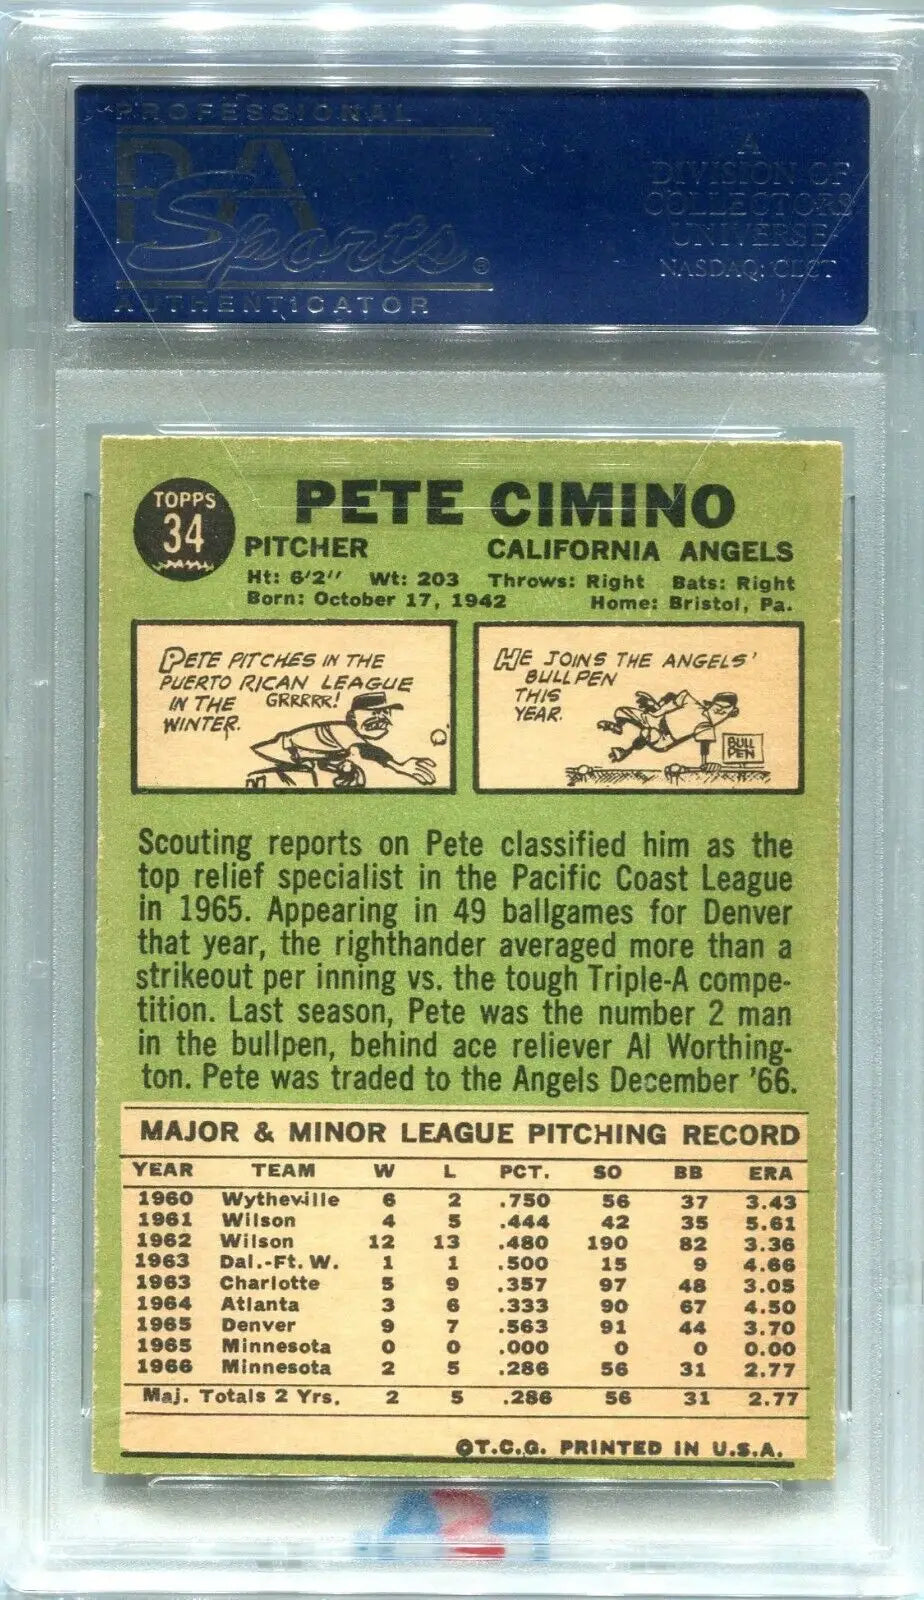 PROFESSIONAL
PSA
Sports®
AUTHENTICATOR
A
DIVISION OF
COLLECTORS
UNIVERSE
NASDAQ: CLCT
TOPPS
34
PETE CIMINO
PITCHER CALIFORNIA ANGELS
Ht: 6'2" Wt: 203 Throws: Right Bats: Right
Born: October 17, 1942 Home: Bristol, Pa.
PETE PITCHES IN THE
PUERTO RICAN LEAGUE
IN THE GRRRRR!
WINTER.
HE JOINS THE ANGELS'
BULLPEN
THIS
YEAR.
BULL
PEN
Scouting reports on Pete classified him as the
top relief specialist in the Pacific Coast League
in 1965. Appearing in 49 ballgames for Denver
that year, the righthander averaged more than a
strikeout per inning vs. the tough Triple-A compe-
tition. Last season, Pete was the number 2 man
in the bullpen, behind ace reliever Al Worthing-
ton. Pete was traded to the Angels December '66.
MAJOR & MINOR LEAGUE PITCHING RECORD
YEAR TEAM W L PCT. SO BB ERA
1960 Wytheville 6 2 .750 56 37 3.43
1961 Wilson 4 5 .444 42 35 5.61
1962 Wilson 12 13 .480 190 82 3.36
1963 Dal.-Ft. W. 1 1 .500 15 9 4.66
1963 Charlotte 5 9 .357 97 48 3.05
1964 Atlanta 3 6 .333 90 67 4.50
1965 Denver 9 7 .563 91 44 3.70
1965 Minnesota 0 0 .000 0 0 0.00
1966 Minnesota 2 5 .286 56 31 2.77
Maj. Totals 2 Yrs. 2 5 .286 56 31 2.77
©T.C.G. PRINTED IN U.S.A.